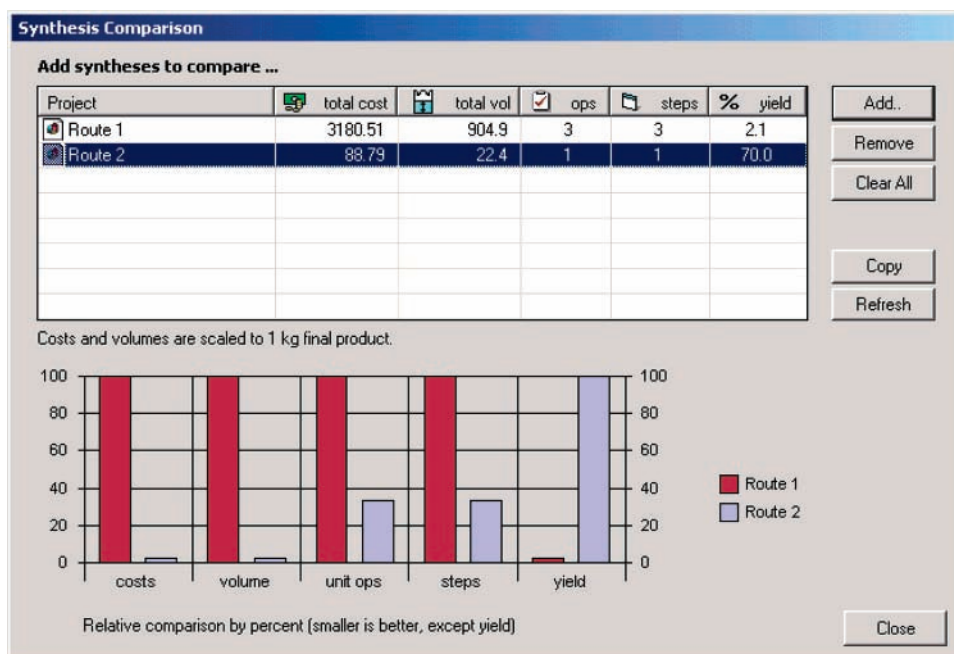 Synthesis Comparison
Add syntheses to compare ...
Project total cost total vol ops steps % yield
Route 1 3180.51 904.9 3 3 2.1
Route 2 88.79 22.4 1 1 70.0
Add..
Remove
Clear All
Copy
Refresh
Costs and volumes are scaled to 1 kg final product.
100 100
80 80
60 60
40 40
20 20
0 0
costs volume unit ops steps yield
Route 1
Route 2
Relative comparison by percent (smaller is better, except yield)
Close